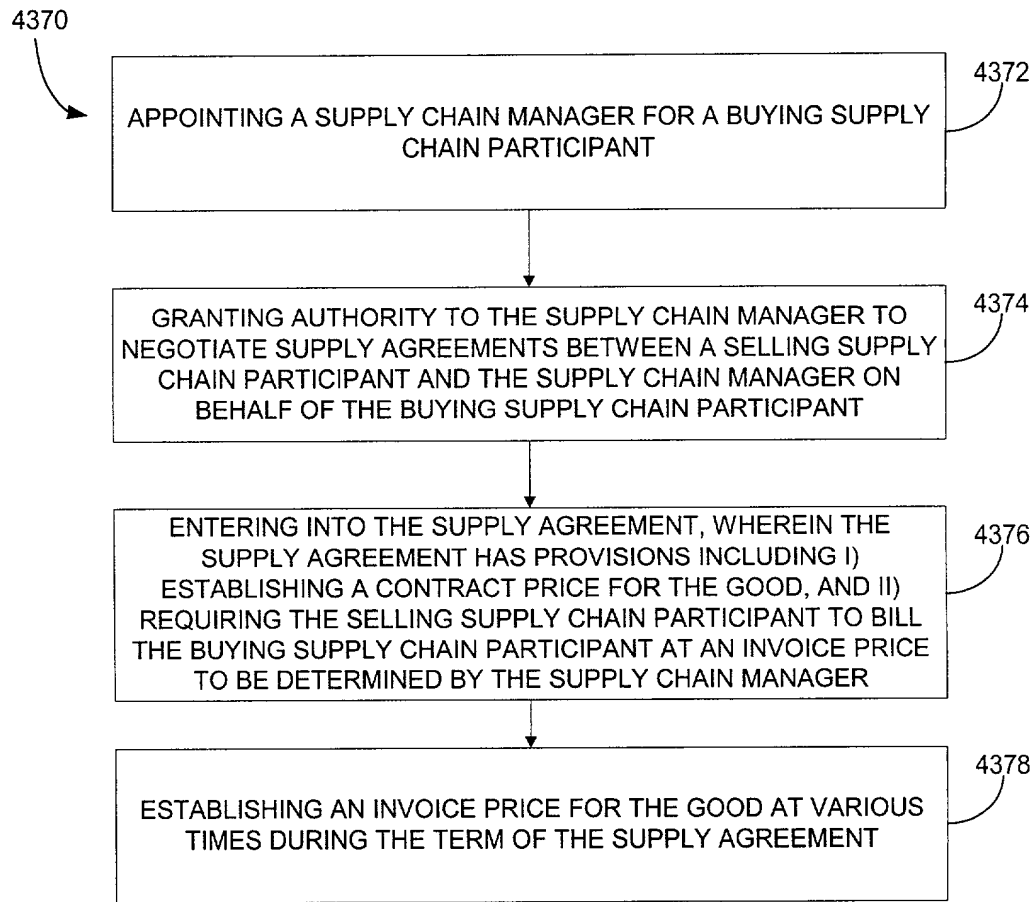 4370
4372
APPOINTING A SUPPLY CHAIN MANAGER FOR A BUYING SUPPLY
CHAIN PARTICIPANT
4374
GRANTING AUTHORITY TO THE SUPPLY CHAIN MANAGER TO
NEGOTIATE SUPPLY AGREEMENTS BETWEEN A SELLING SUPPLY
CHAIN PARTICIPANT AND THE SUPPLY CHAIN MANAGER ON
BEHALF OF THE BUYING SUPPLY CHAIN PARTICIPANT
4376
ENTERING INTO THE SUPPLY AGREEMENT, WHEREIN THE
SUPPLY AGREEMENT HAS PROVISIONS INCLUDING I)
ESTABLISHING A CONTRACT PRICE FOR THE GOOD, AND II)
REQUIRING THE SELLING SUPPLY CHAIN PARTICIPANT TO BILL
THE BUYING SUPPLY CHAIN PARTICIPANT AT AN INVOICE PRICE
TO BE DETERMINED BY THE SUPPLY CHAIN MANAGER
4378
ESTABLISHING AN INVOICE PRICE FOR THE GOOD AT VARIOUS
TIMES DURING THE TERM OF THE SUPPLY AGREEMENT